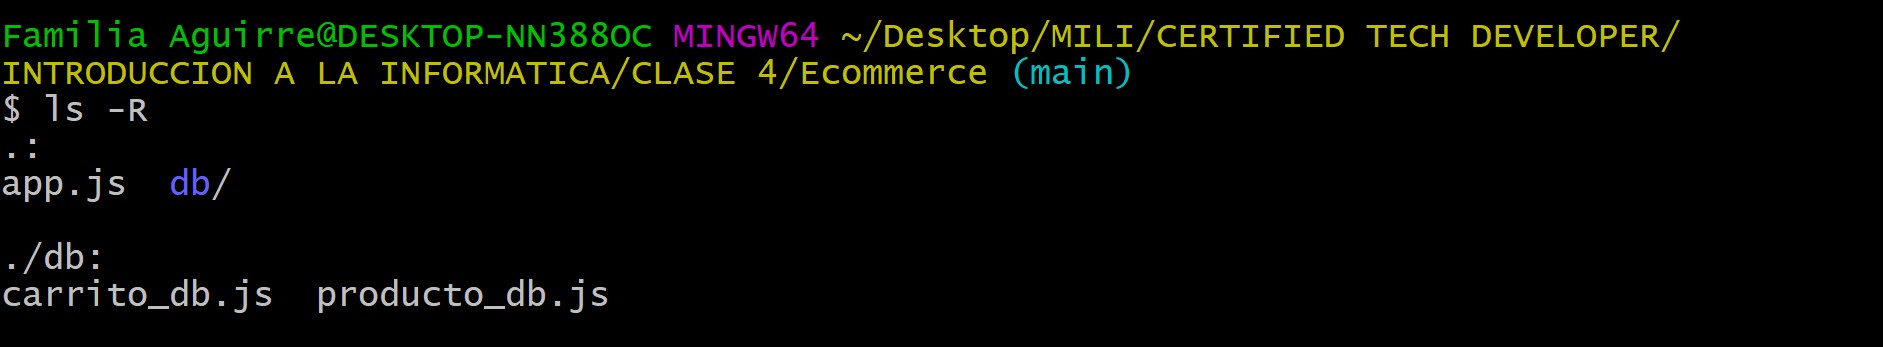 Familia Aguirre@DESKTOP-NN388OC MINGW64 ~/Desktop/MILI/CERTIFIED TECH DEVELOPER/
INTRODUCCION A LA INFORMATICA/CLASE 4/Ecommerce (main)
$ ls -R
.:
app.js  db/

./db:
carrito_db.js  producto_db.js